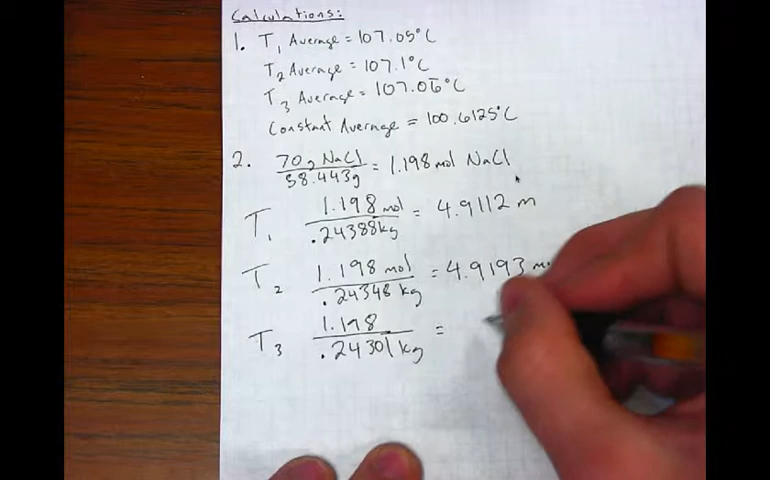 Calculations:
1. T₁ Average = 107.05°C
T₂ Average = 107.1°C
T₃ Average = 107.06°C
Constant Average = 100.6125°C
2. 70g NaCl / 58.443g = 1.198 mol NaCl
T₁ 1.198 mol / .24388kg = 4.9112 m
T₂ 1.198 mol / .24348 kg = 4.9193 m
T₃ 1.198 / .24301kg =